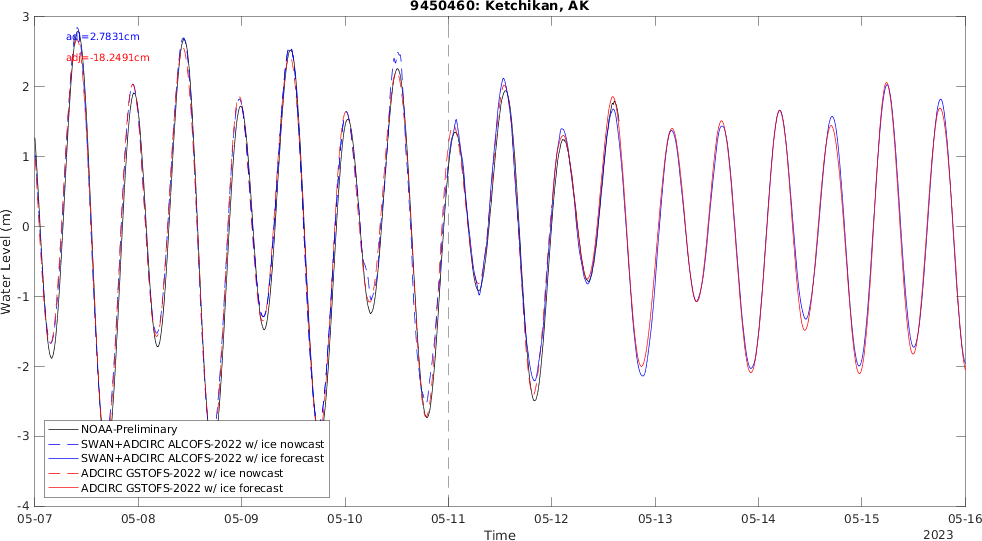 9450460: Ketchikan, AK
3
2
1
0
-1
-2
-3
-4
Water Level (m)
adj=2.7831cm
adj=-18.2491cm
NOAA-Preliminary
SWAN+ADCIRC ALCOFS-2022 w/ ice nowcast
SWAN+ADCIRC ALCOFS-2022 w/ ice forecast
ADCIRC GSTOFS-2022 w/ ice nowcast
ADCIRC GSTOFS-2022 w/ ice forecast
05-07 05-08 05-09 05-10 05-11 05-12 05-13 05-14 05-15 05-16
Time
2023